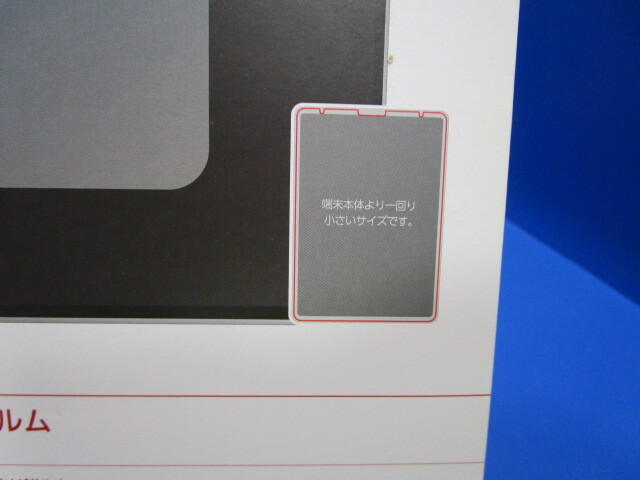 端末本体より一回り
小さいサイズです。
ルム